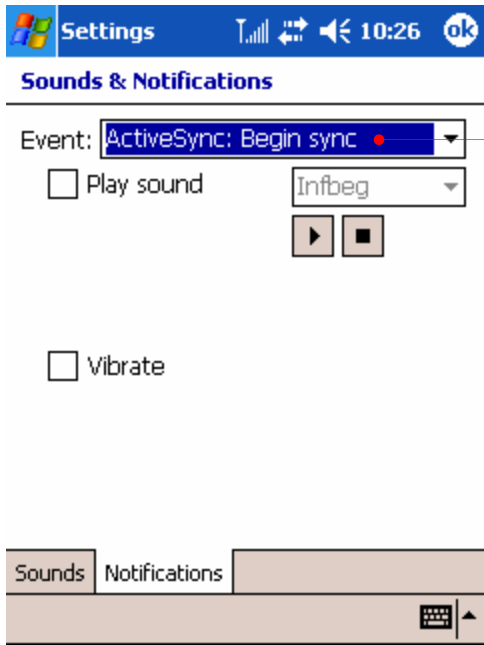 Settings 10:26 ok
Sounds & Notifications
Event: ActiveSync: Begin sync
Play sound Infbeg
Vibrate
Sounds Notifications